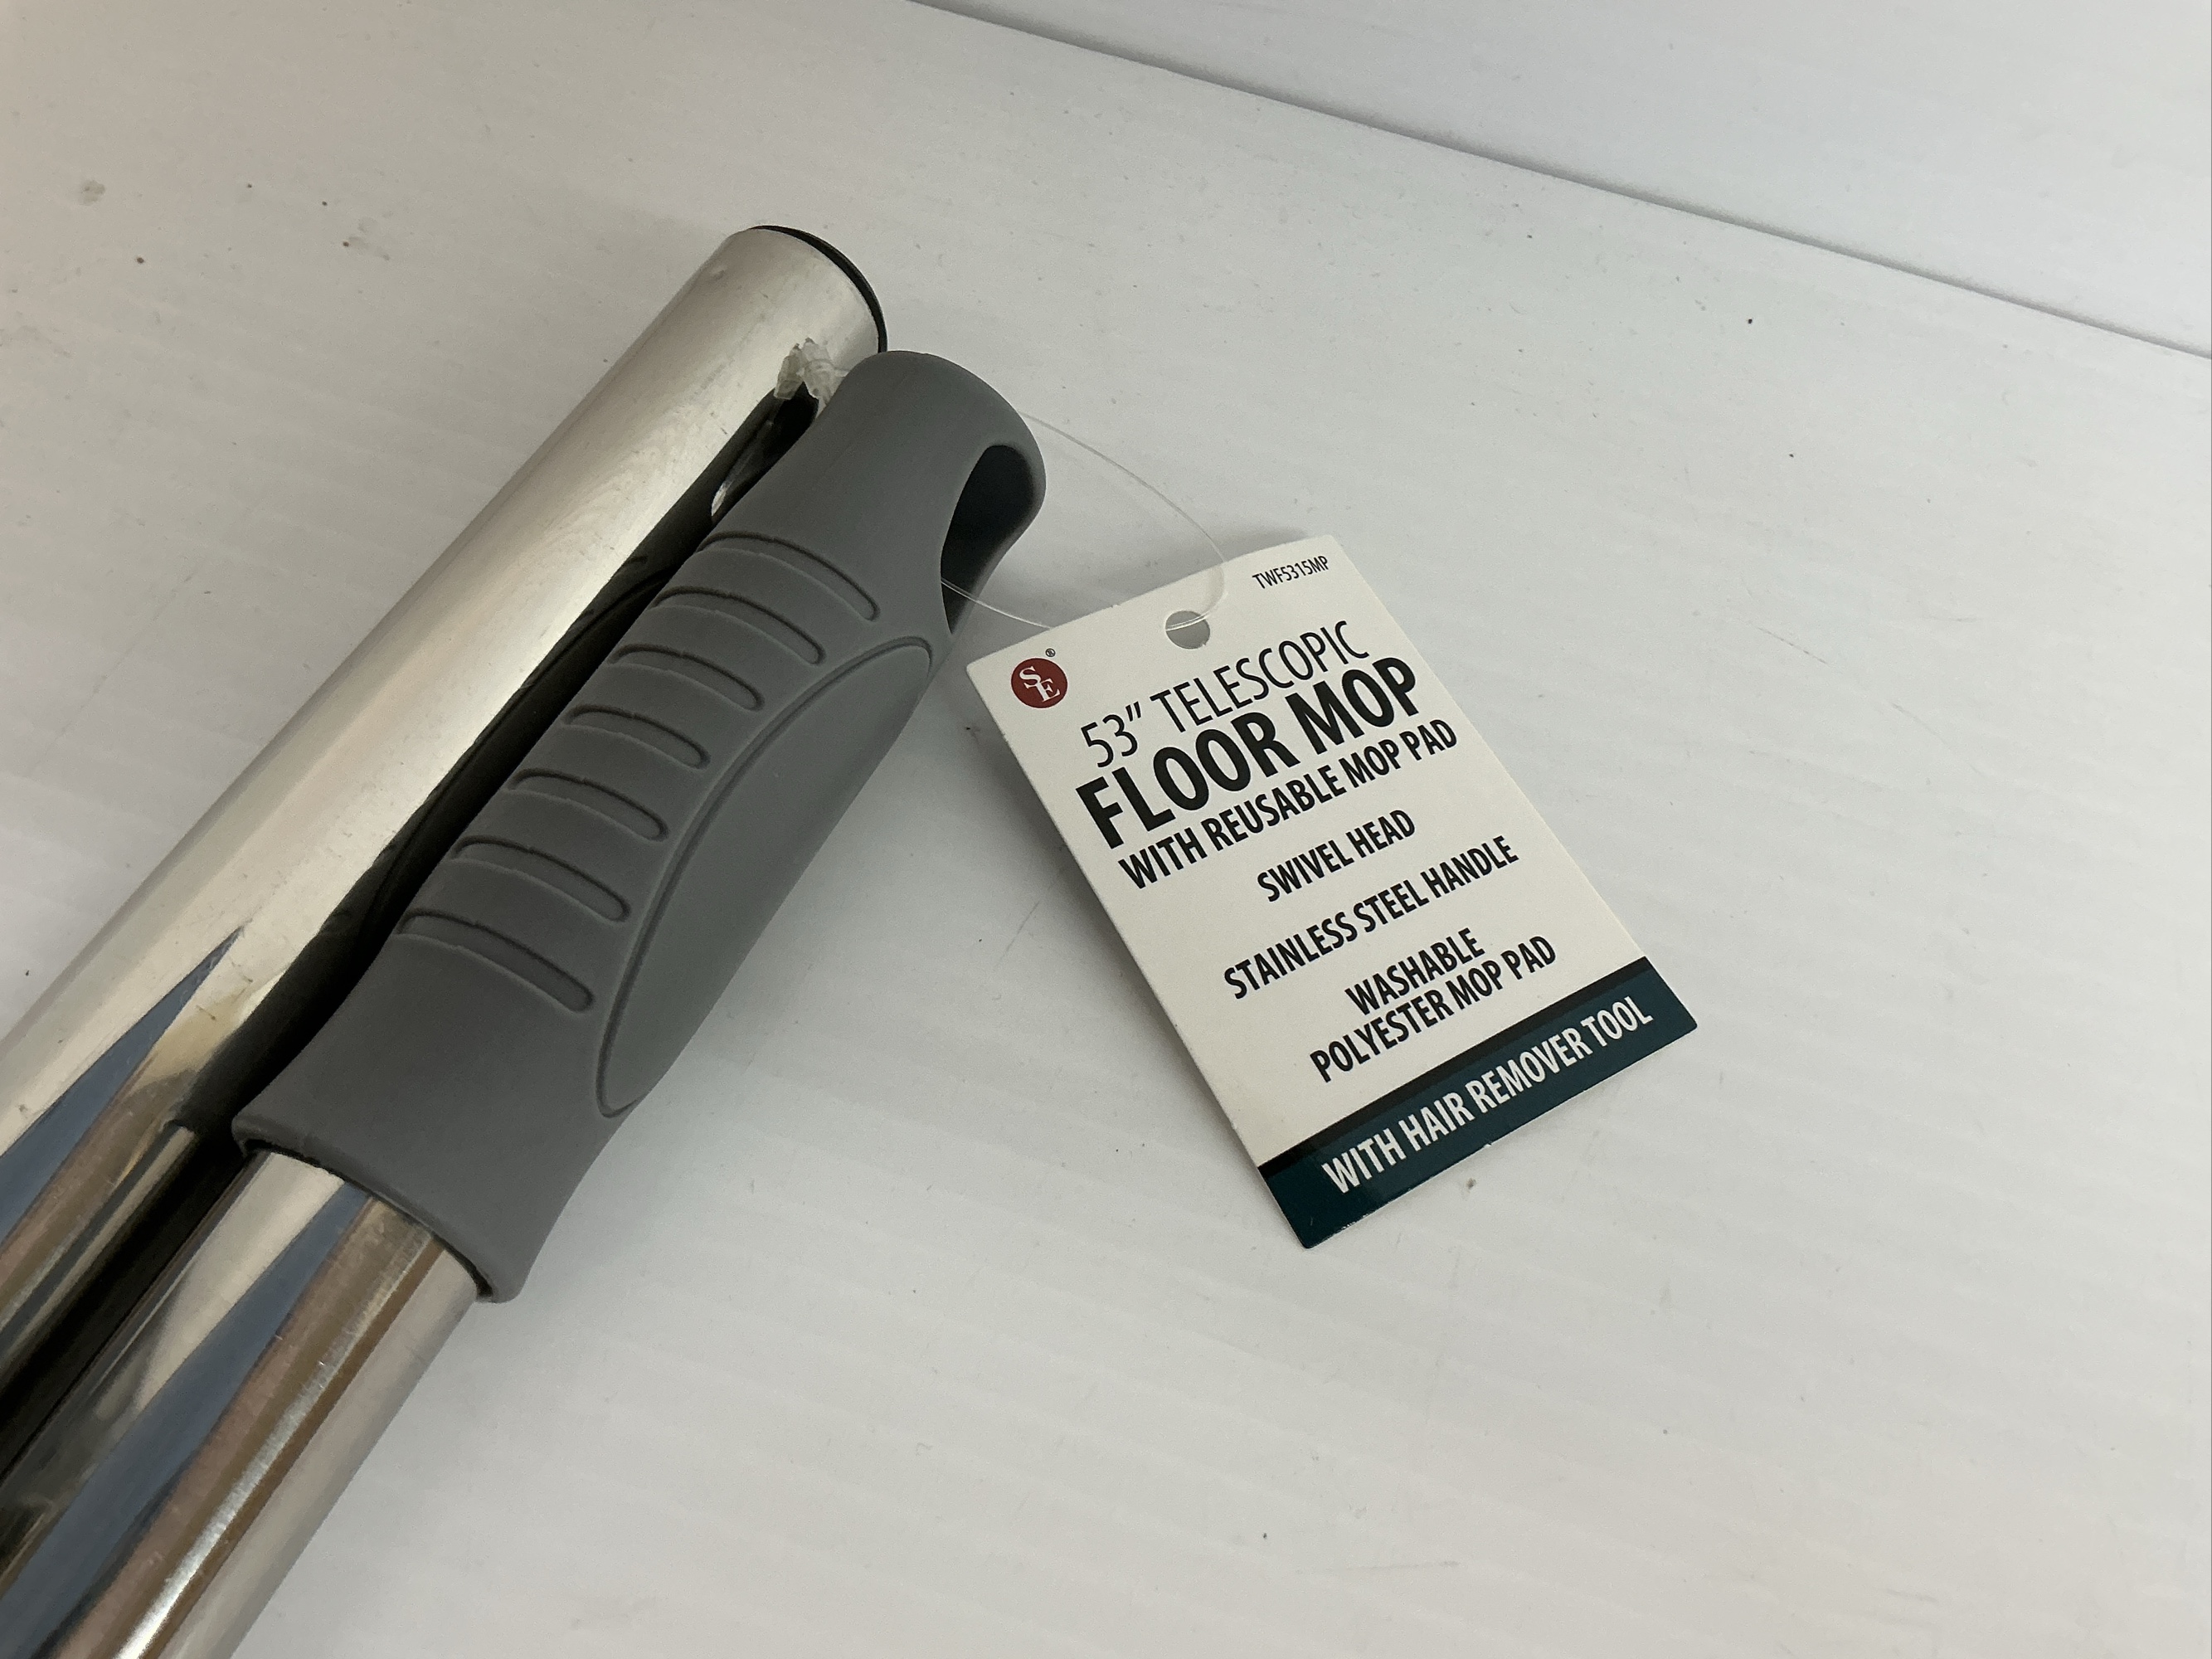 TWF5315MP
SE®
53" TELESCOPIC
FLOOR MOP
WITH REUSABLE MOP PAD
SWIVEL HEAD
STAINLESS STEEL HANDLE
WASHABLE
POLYESTER MOP PAD
WITH HAIR REMOVER TOOL